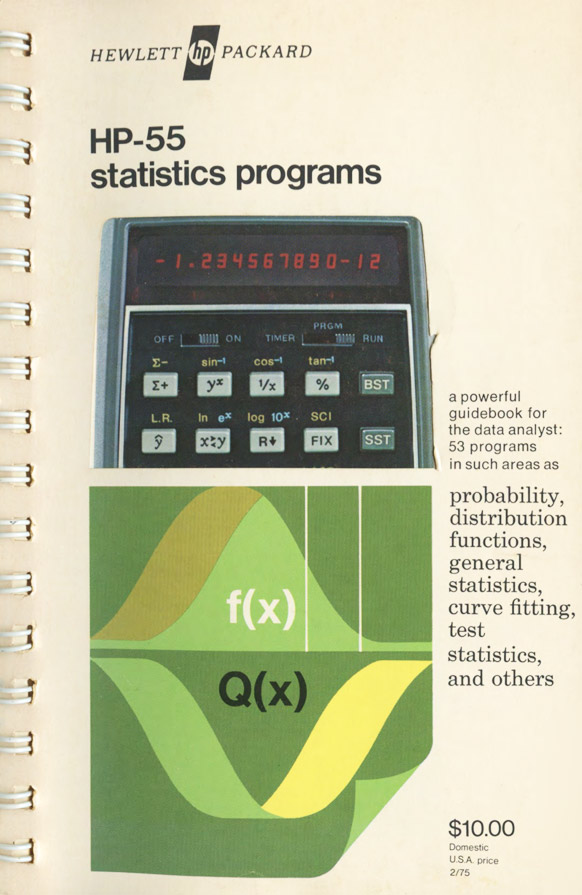 HEWLETT hp PACKARD
HP-55
statistics programs
-1.234567890-12
PRGM
OFF ON TIMER RUN
Σ- sin⁻¹ cos⁻¹ tan⁻¹
Σ+ yˣ 1/x % BST
L.R. ln eˣ log 10ˣ SCI
ŷ x≷y R↓ FIX SST
a powerful
guidebook for
the data analyst:
53 programs
in such areas as
probability,
distribution
functions,
general
statistics,
curve fitting,
test
statistics,
and others
f(x)
Q(x)
$10.00
Domestic
U.S.A. price
2/75